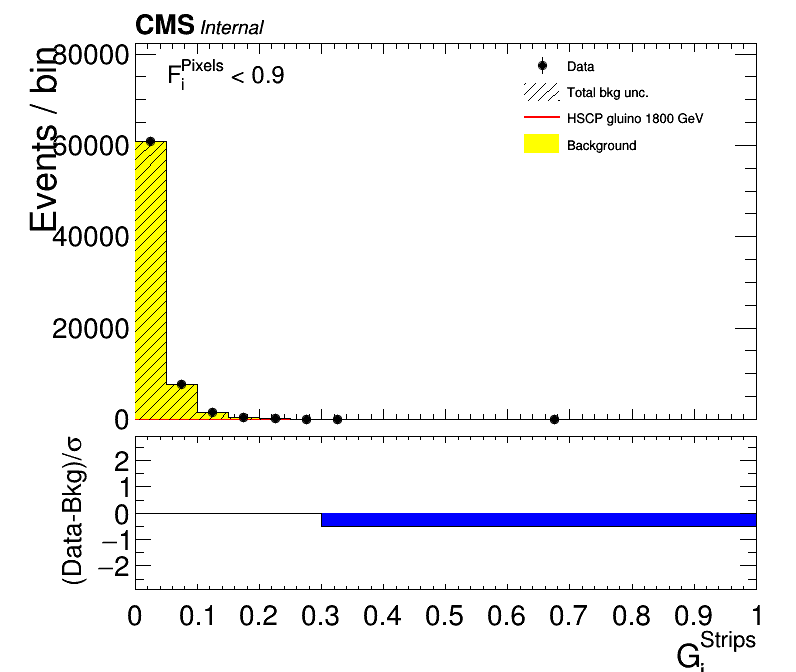 CMS Internal
80000
60000
40000
20000
0
Events / bin
F_i^Pixels < 0.9
Data
Total bkg unc.
HSCP gluino 1800 GeV
Background
(Data-Bkg)/σ
2
1
0
−1
−2
0 0.1 0.2 0.3 0.4 0.5 0.6 0.7 0.8 0.9 1
G_i^Strips